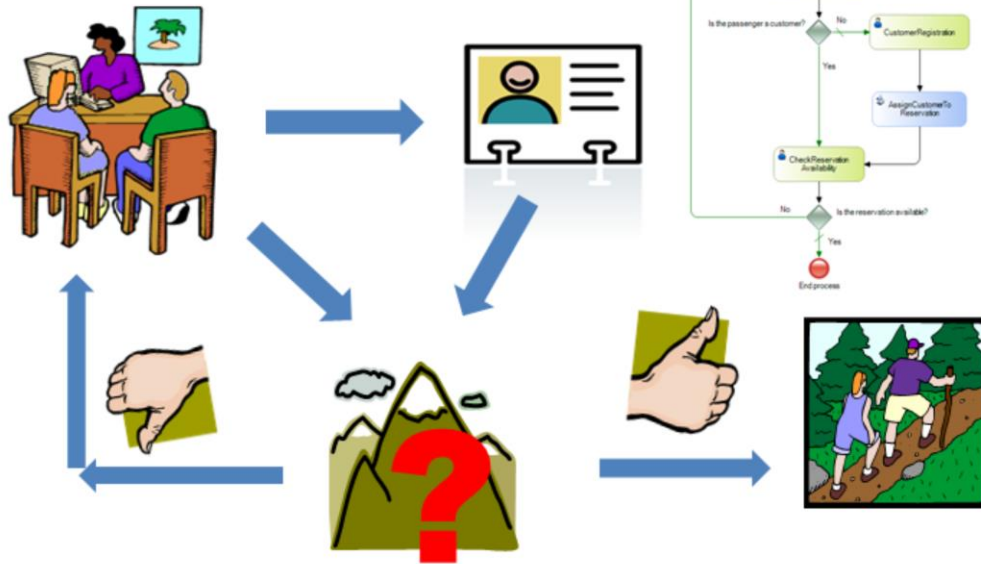 Is the passenger a customer?
No
CustomerRegistration
Yes
AssignCustomerTo
Reservation
CheckReservation
Availability
No
Is the reservation available?
Yes
End process
?